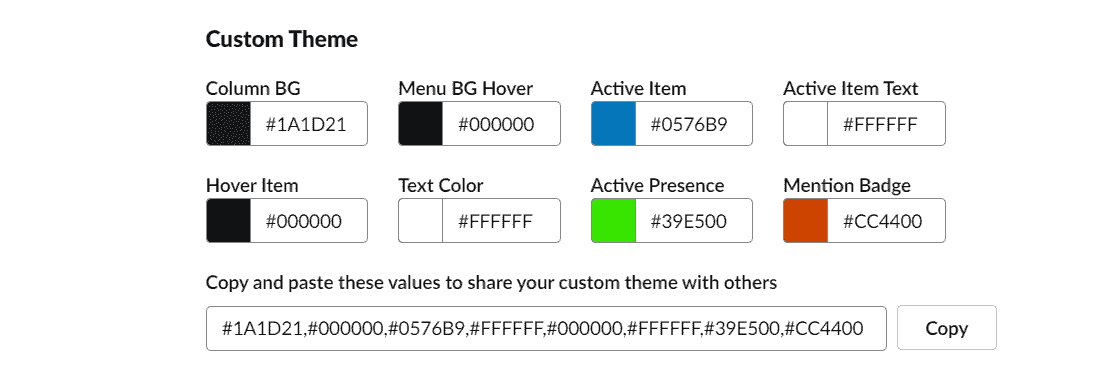 Custom Theme
Column BG Menu BG Hover Active Item Active Item Text
#1A1D21 #000000 #0576B9 #FFFFFF
Hover Item Text Color Active Presence Mention Badge
#000000 #FFFFFF #39E500 #CC4400
Copy and paste these values to share your custom theme with others
#1A1D21,#000000,#0576B9,#FFFFFF,#000000,#FFFFFF,#39E500,#CC4400 Copy